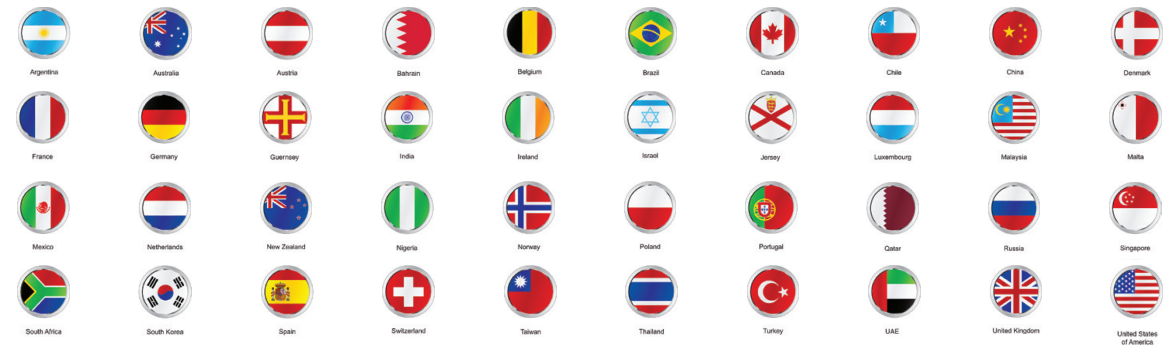 Argentina
Australia
Austria
Bahrain
Belgium
Brazil
Canada
Chile
China
Denmark
France
Germany
Guernsey
India
Ireland
Israel
Jersey
Luxembourg
Malaysia
Malta
Mexico
Netherlands
New Zealand
Nigeria
Norway
Poland
Portugal
Qatar
Russia
Singapore
South Africa
South Korea
Spain
Switzerland
Taiwan
Thailand
Turkey
UAE
United Kingdom
United States
of America